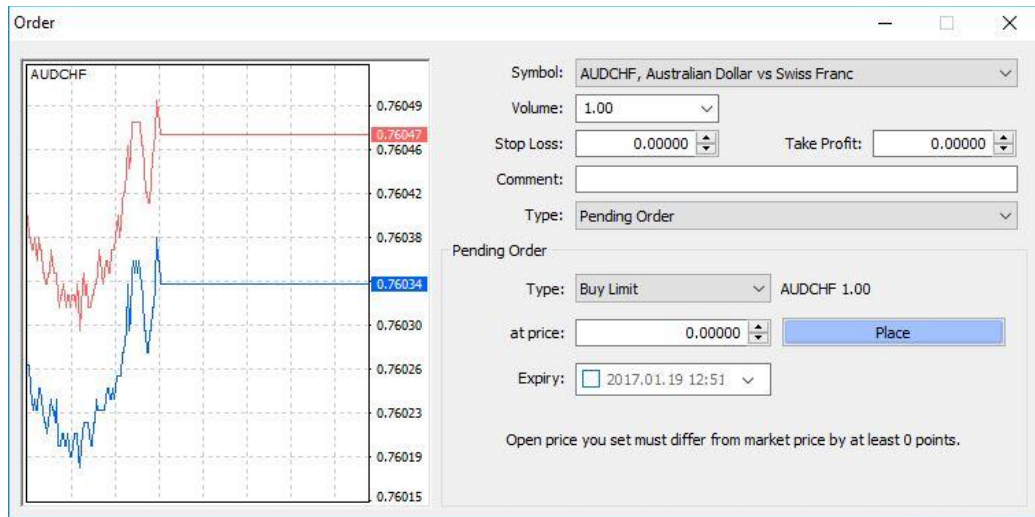 Order
AUDCHF
0.76049
0.76047
0.76046
0.76042
0.76038
0.76034
0.76030
0.76026
0.76023
0.76019
0.76015
Symbol: AUDCHF, Australian Dollar vs Swiss Franc
Volume: 1.00
Stop Loss: 0.00000 Take Profit: 0.00000
Comment:
Type: Pending Order
Pending Order
Type: Buy Limit AUDCHF 1.00
at price: 0.00000 Place
Expiry: 2017.01.19 12:51
Open price you set must differ from market price by at least 0 points.